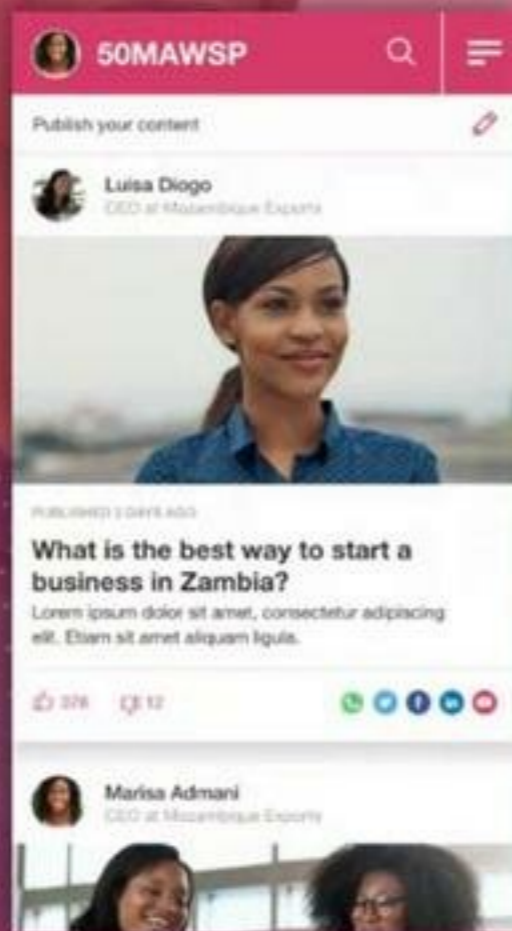 50MAWSP
Publish your content
Luisa Diogo
CEO at Mozambique Exports
PUBLISHED 2 DAYS AGO
What is the best way to start a
business in Zambia?
Lorem ipsum dolor sit amet, consectetur adipiscing
elit. Etiam sit amet aliquam ligula.
376 12
Marisa Admani
CEO at Mozambique Exports